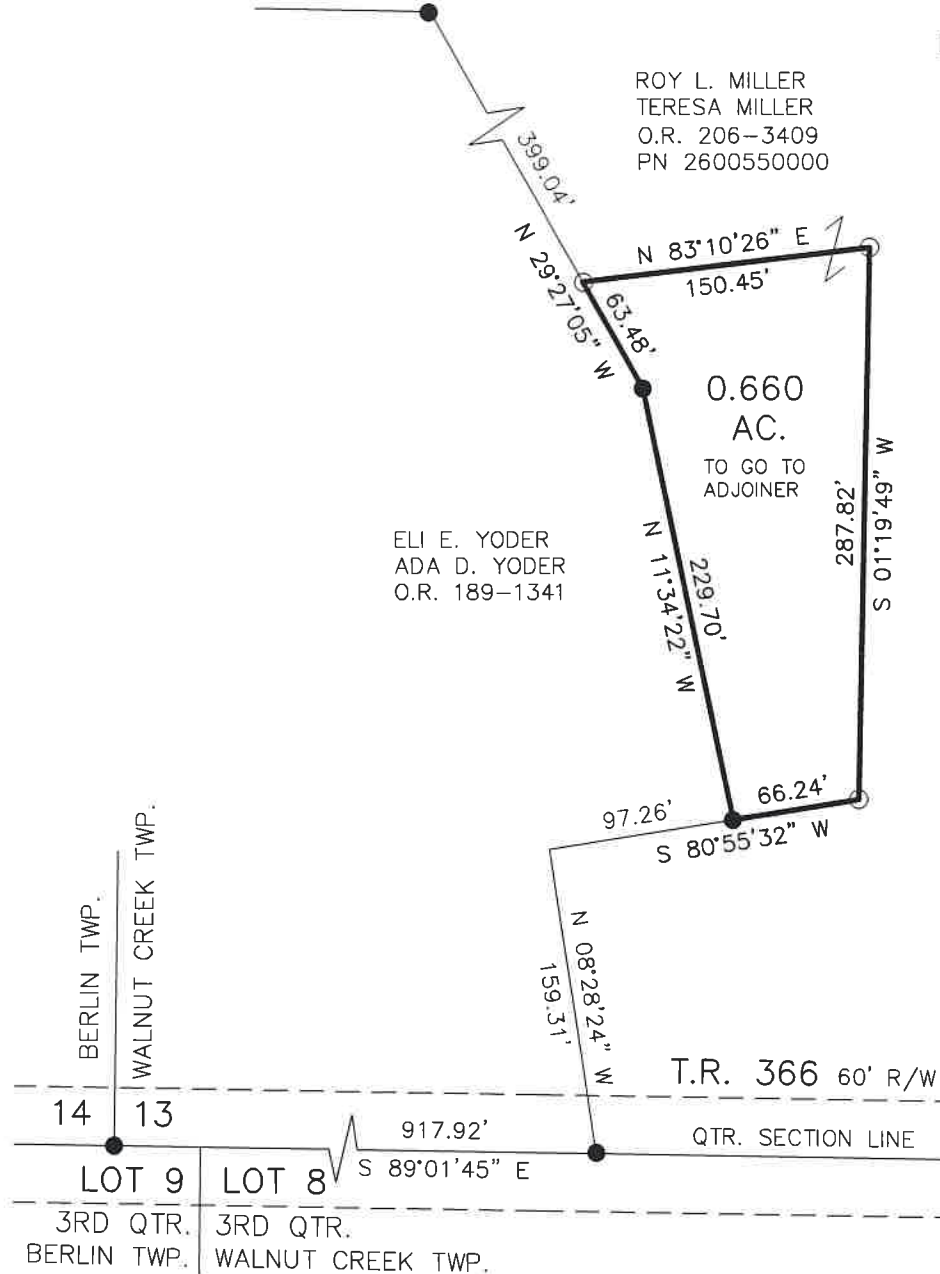 ROY L. MILLER
TERESA MILLER
O.R. 206-3409
PN 2600550000
399.04'
N 29°27'05" W
63.48'
N 83°10'26" E
150.45'
0.660
AC.
TO GO TO
ADJOINER
287.82'
S 01°19'49" W
ELI E. YODER
ADA D. YODER
O.R. 189-1341
N 11°34'22" W
229.70'
66.24'
97.26'
S 80°55'32" W
N 08°28'24" W
159.31'
BERLIN TWP.
WALNUT CREEK TWP.
T.R. 366 60' R/W
14 13
917.92'
QTR. SECTION LINE
S 89°01'45" E
LOT 9 LOT 8
3RD QTR. 3RD QTR.
BERLIN TWP. WALNUT CREEK TWP.